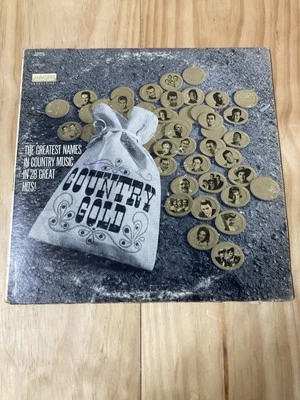 THE GREATEST NAMES
IN COUNTRY MUSIC
IN 28 GREAT
HITS!
COUNTRY
GOLD